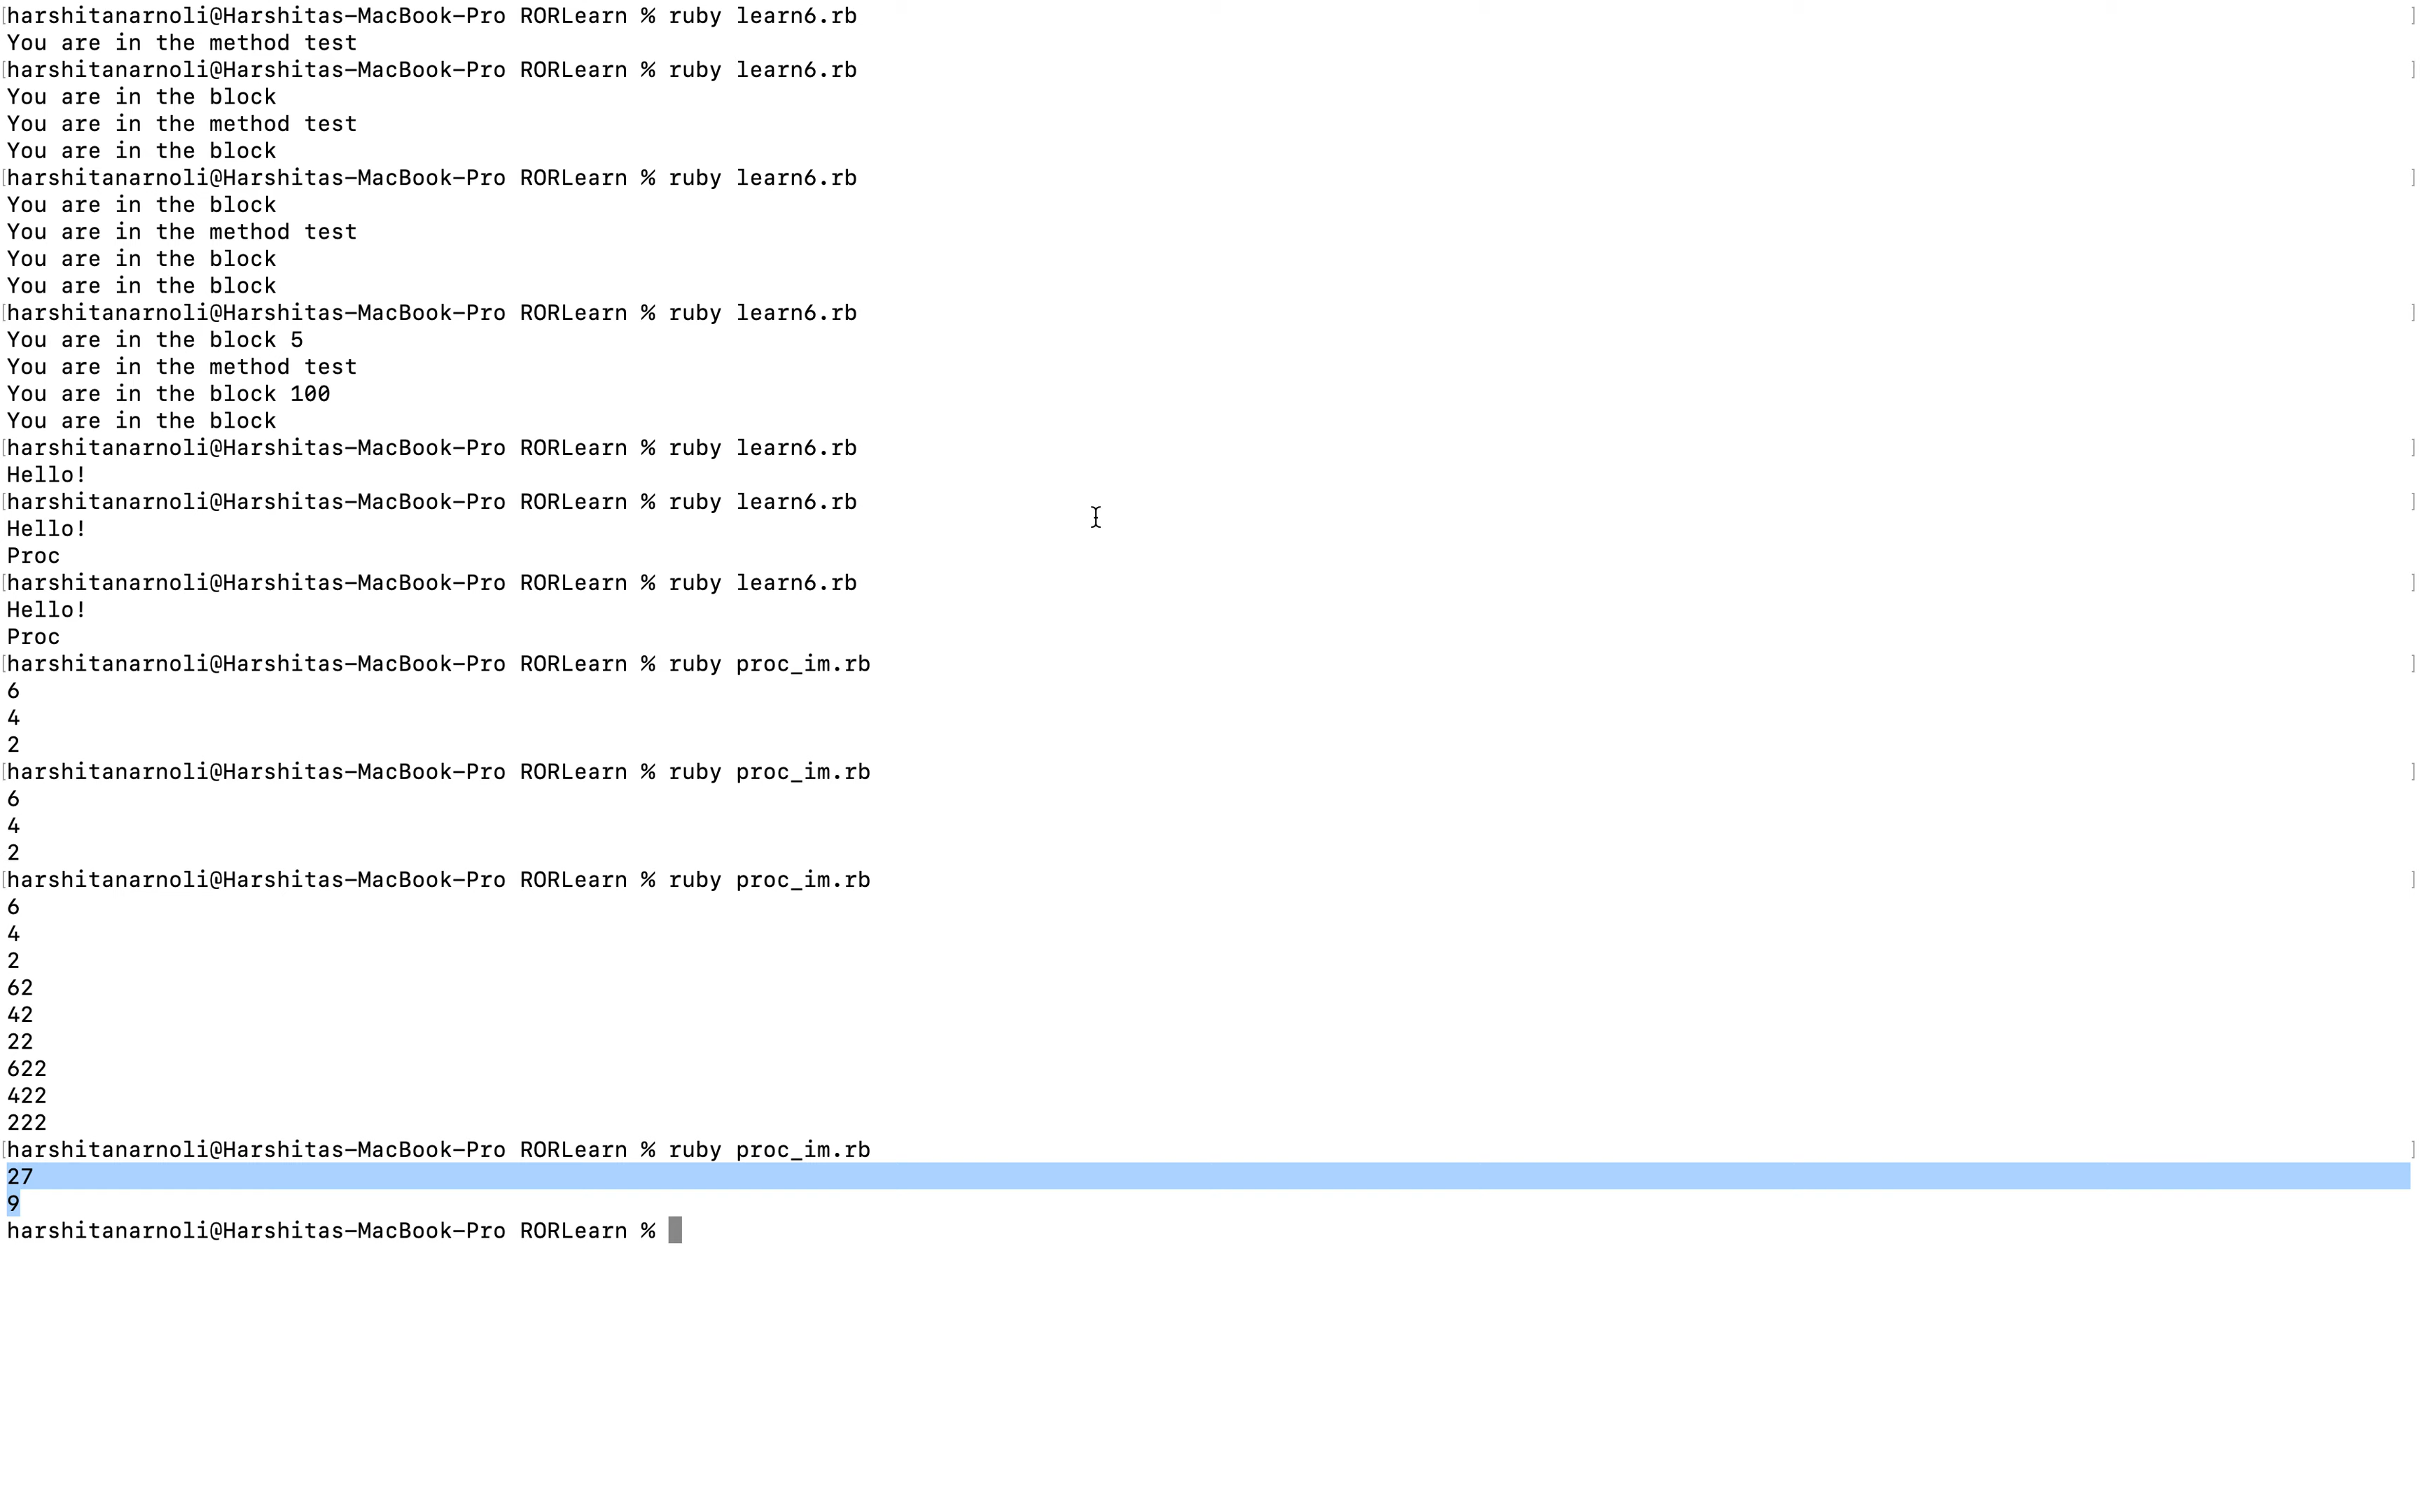 [harshitanarnoli@Harshitas-MacBook-Pro RORLearn % ruby learn6.rb ]
You are in the method test
[harshitanarnoli@Harshitas-MacBook-Pro RORLearn % ruby learn6.rb ]
You are in the block
You are in the method test
You are in the block
[harshitanarnoli@Harshitas-MacBook-Pro RORLearn % ruby learn6.rb ]
You are in the block
You are in the method test
You are in the block
You are in the block
[harshitanarnoli@Harshitas-MacBook-Pro RORLearn % ruby learn6.rb ]
You are in the block 5
You are in the method test
You are in the block 100
You are in the block
[harshitanarnoli@Harshitas-MacBook-Pro RORLearn % ruby learn6.rb ]
Hello!
[harshitanarnoli@Harshitas-MacBook-Pro RORLearn % ruby learn6.rb ]
Hello!
Proc
[harshitanarnoli@Harshitas-MacBook-Pro RORLearn % ruby learn6.rb ]
Hello!
Proc
[harshitanarnoli@Harshitas-MacBook-Pro RORLearn % ruby proc_im.rb ]
6
4
2
[harshitanarnoli@Harshitas-MacBook-Pro RORLearn % ruby proc_im.rb ]
6
4
2
[harshitanarnoli@Harshitas-MacBook-Pro RORLearn % ruby proc_im.rb ]
6
4
2
62
42
22
622
422
222
[harshitanarnoli@Harshitas-MacBook-Pro RORLearn % ruby proc_im.rb ]
27
9
harshitanarnoli@Harshitas-MacBook-Pro RORLearn %